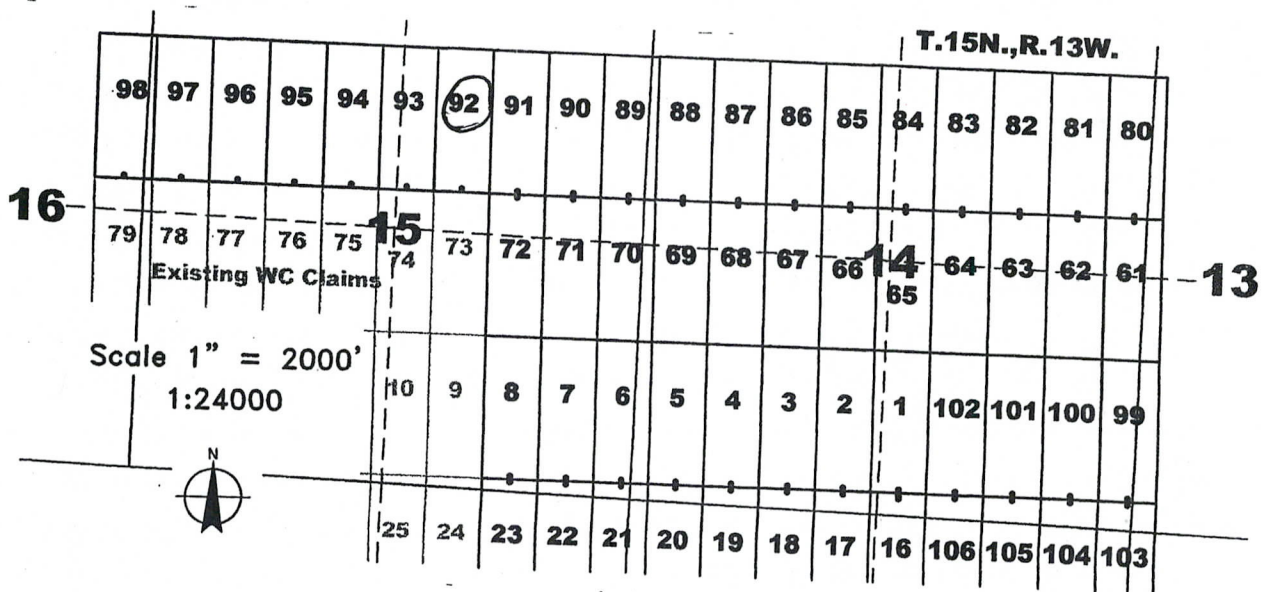 T.15N.,R.13W.
98 97 96 95 94 93 92 91 90 89 88 87 86 85 84 83 82 81 80
16 15 14 13
79 78 77 76 75 74 73 72 71 70 69 68 67 66 65 64 63 62 61
Existing WC Claims
Scale 1" = 2000'
1:24000
10 9 8 7 6 5 4 3 2 1 102 101 100 99
N
25 24 23 22 21 20 19 18 17 16 106 105 104 103